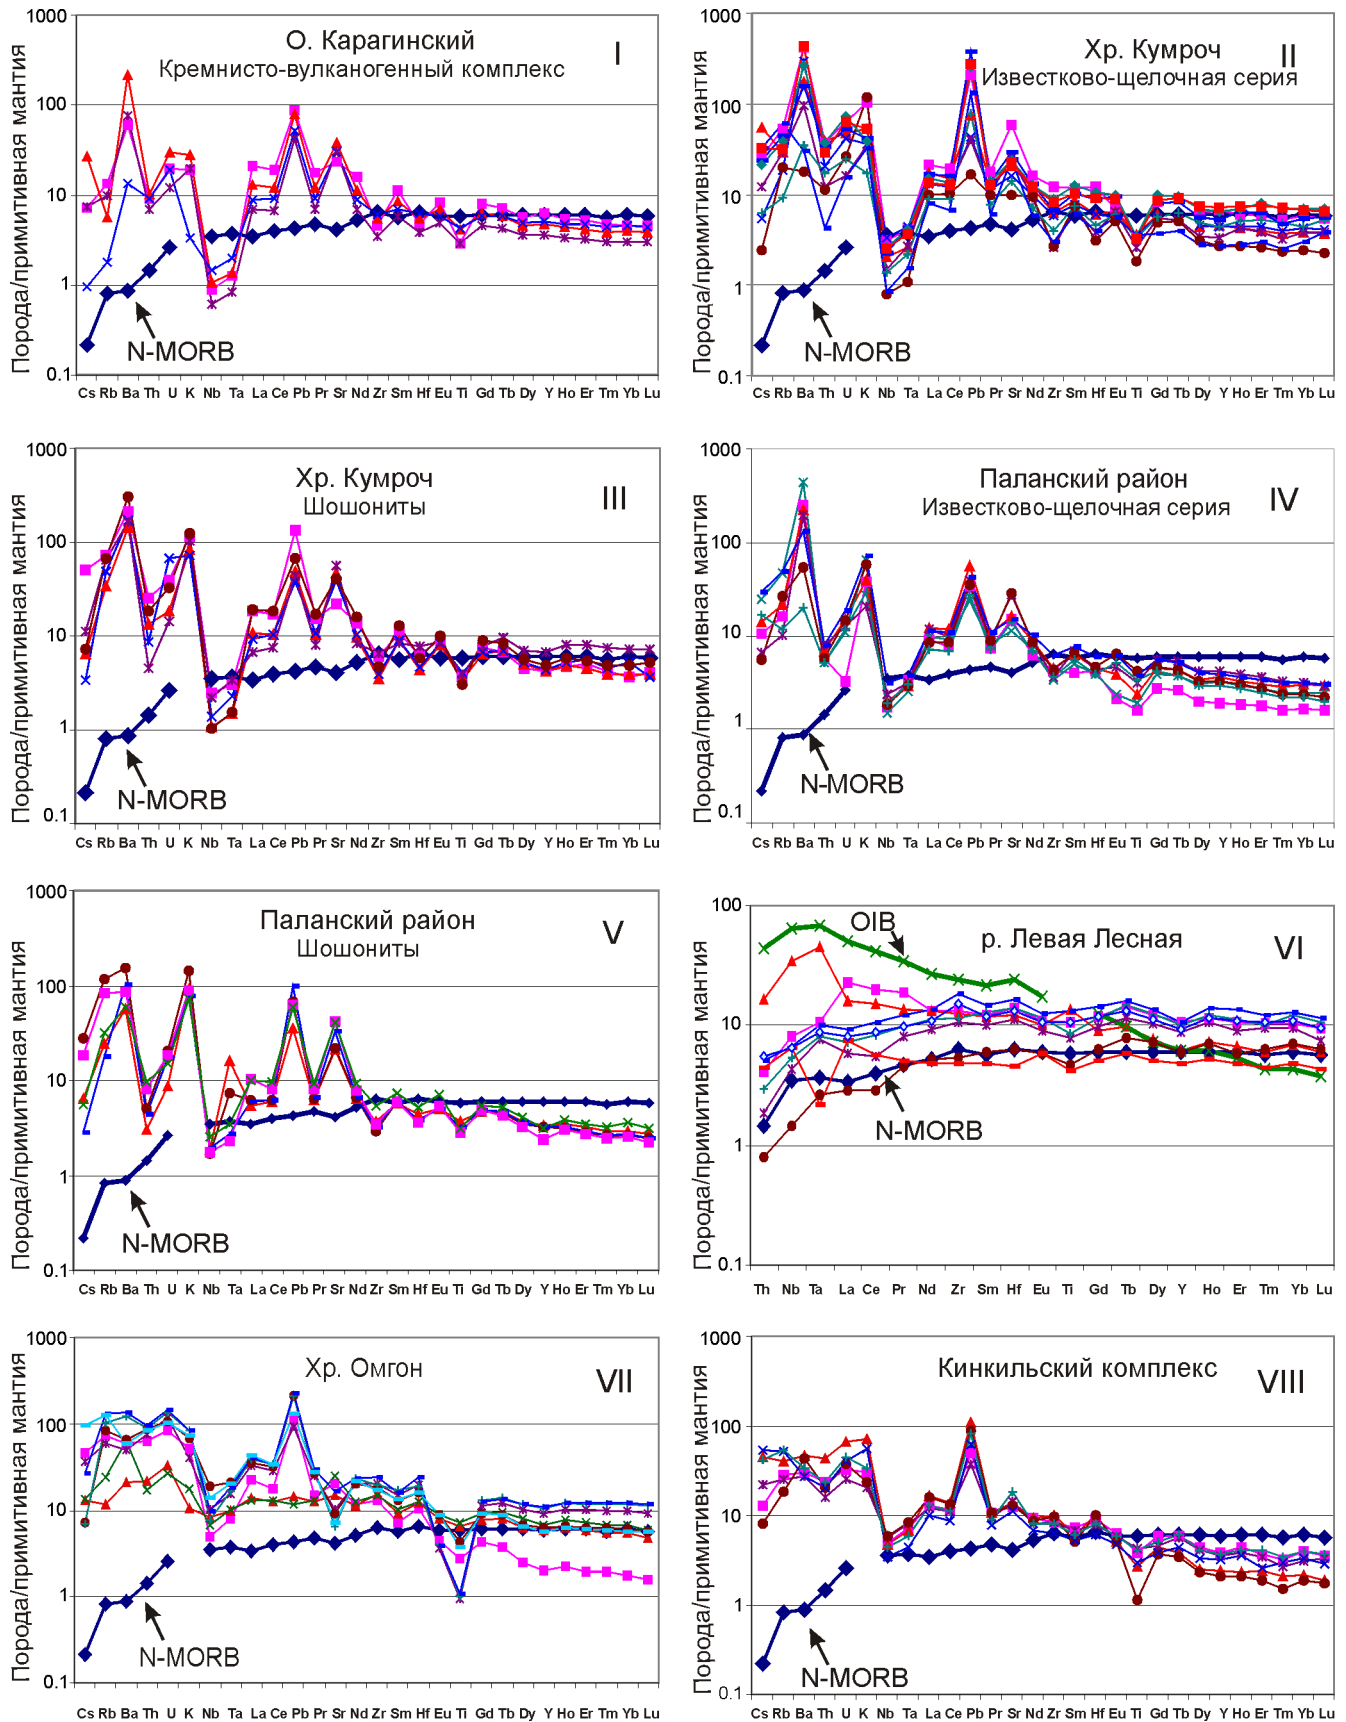 Порода/примитивная мантия
1000
100
10
1
0.1
О. Карагинский
Кремнисто-вулканогенный комплекс
I
N-MORB
Cs Rb Ba Th U K Nb Ta La Ce Pb Pr Sr Nd Zr Sm Hf Eu Ti Gd Tb Dy Y Ho Er Tm Yb Lu
Порода/примитивная мантия
1000
100
10
1
0.1
Хр. Кумроч
Известково-щелочная серия
II
N-MORB
Cs Rb Ba Th U K Nb Ta La Ce Pb Pr Sr Nd Zr Sm Hf Eu Ti Gd Tb Dy Y Ho Er Tm Yb Lu
Порода/примитивная мантия
1000
100
10
1
0.1
Хр. Кумроч
Шошониты
III
N-MORB
Cs Rb Ba Th U K Nb Ta La Ce Pb Pr Sr Nd Zr Sm Hf Eu Ti Gd Tb Dy Y Ho Er Tm Yb Lu
Порода/примитивная мантия
1000
100
10
1
0.1
Паланский район
Известково-щелочная серия
IV
N-MORB
Cs Rb Ba Th U K Nb Ta La Ce Pb Pr Sr Nd Zr Sm Hf Eu Ti Gd Tb Dy Y Ho Er Tm Yb Lu
Порода/примитивная мантия
1000
100
10
1
0.1
Паланский район
Шошониты
V
N-MORB
Cs Rb Ba Th U K Nb Ta La Ce Pb Pr Sr Nd Zr Sm Hf Eu Ti Gd Tb Dy Y Ho Er Tm Yb Lu
Порода/примитивная мантия
100
10
1
0.1
OIB
р. Левая Лесная
VI
N-MORB
Th Nb Ta La Ce Pr Nd Zr Sm Hf Eu Ti Gd Tb Dy Y Ho Er Tm Yb Lu
Порода/примитивная мантия
1000
100
10
1
0.1
Хр. Омгон
VII
N-MORB
Cs Rb Ba Th U K Nb Ta La Ce Pb Pr Sr Nd Zr Sm Hf Eu Ti Gd Tb Dy Y Ho Er Tm Yb Lu
Порода/примитивная мантия
1000
100
10
1
0.1
Кинкильский комплекс
VIII
N-MORB
Cs Rb Ba Th U K Nb Ta La Ce Pb Pr Sr Nd Zr Sm Hf Eu Ti Gd Tb Dy Y Ho Er Tm Yb Lu